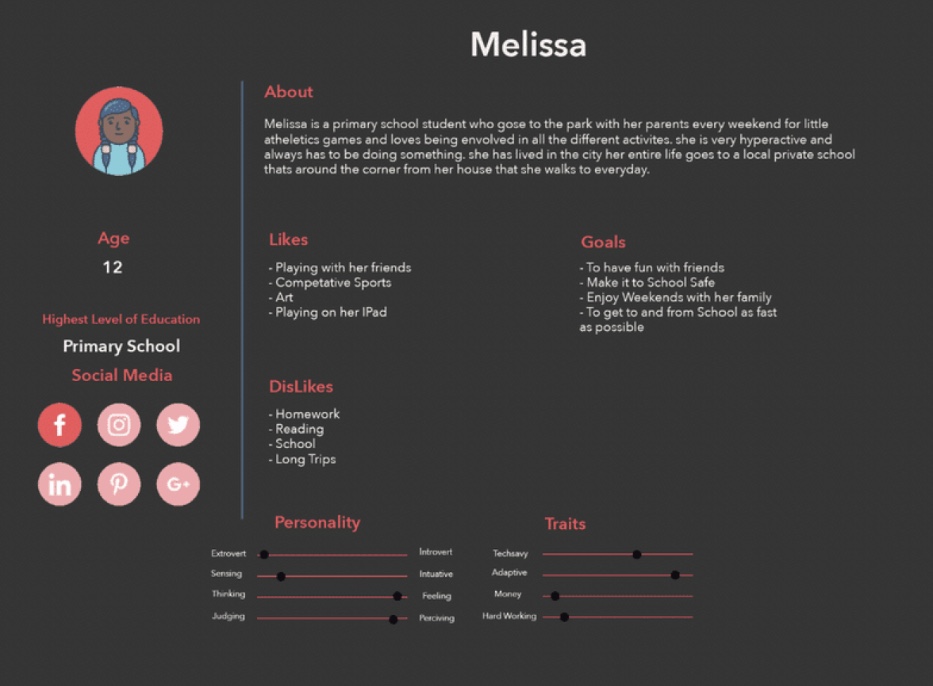 Melissa
About
Melissa is a primary school student who gose to the park with her parents every weekend for little
atheletics games and loves being envolved in all the different activites. she is very hyperactive and
always has to be doing something. she has lived in the city her entire life goes to a local private school
thats around the corner from her house that she walks to everyday.
Age
12
Highest Level of Education
Primary School
Social Media
f
in
G+
Likes
- Playing with her friends
- Competative Sports
- Art
- Playing on her IPad
Goals
- To have fun with friends
- Make it to School Safe
- Enjoy Weekends with her family
- To get to and from School as fast
as possible
DisLikes
- Homework
- Reading
- School
- Long Trips
Personality
Extrovert Introvert
Sensing Intuative
Thinking Feeling
Judging Perciving
Traits
Techsavy
Adaptive
Money
Hard Working